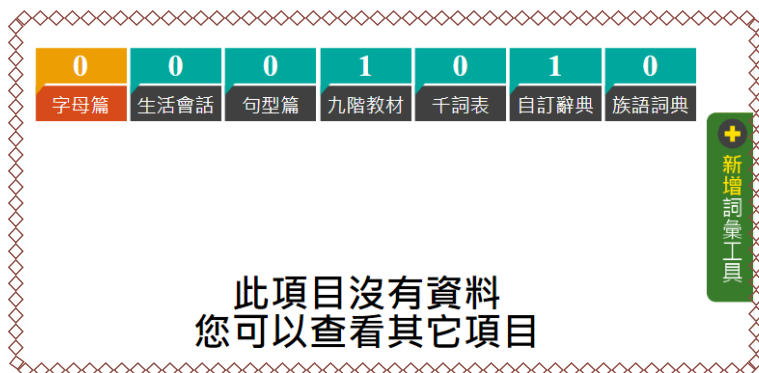 0 0 0 1 0 1 0
字母篇 生活會話 句型篇 九階教材 千詞表 自訂辭典 族語詞典
新增詞彙工具
此項目沒有資料
您可以查看其它項目